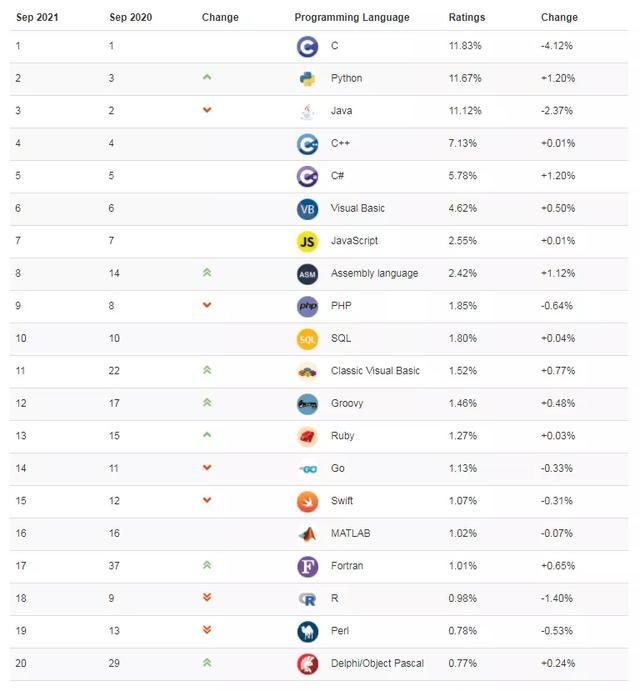 Sep 2021 Sep 2020 Change Programming Language Ratings Change
1 1 C C 11.83% -4.12%
2 3 Python 11.67% +1.20%
3 2 Java 11.12% -2.37%
4 4 C++ C++ 7.13% +0.01%
5 5 C C# 5.78% +1.20%
6 6 VB Visual Basic 4.62% +0.50%
7 7 JS JavaScript 2.55% +0.01%
8 14 ASM Assembly language 2.42% +1.12%
9 8 php PHP 1.85% -0.64%
10 10 SQL SQL 1.80% +0.04%
11 22 Classic Visual Basic 1.52% +0.77%
12 17 Groovy 1.46% +0.48%
13 15 Ruby 1.27% +0.03%
14 11 GO Go 1.13% -0.33%
15 12 Swift 1.07% -0.31%
16 16 MATLAB 1.02% -0.07%
17 37 F Fortran 1.01% +0.65%
18 9 R R 0.98% -1.40%
19 13 Perl 0.78% -0.53%
20 29 Delphi/Object Pascal 0.77% +0.24%